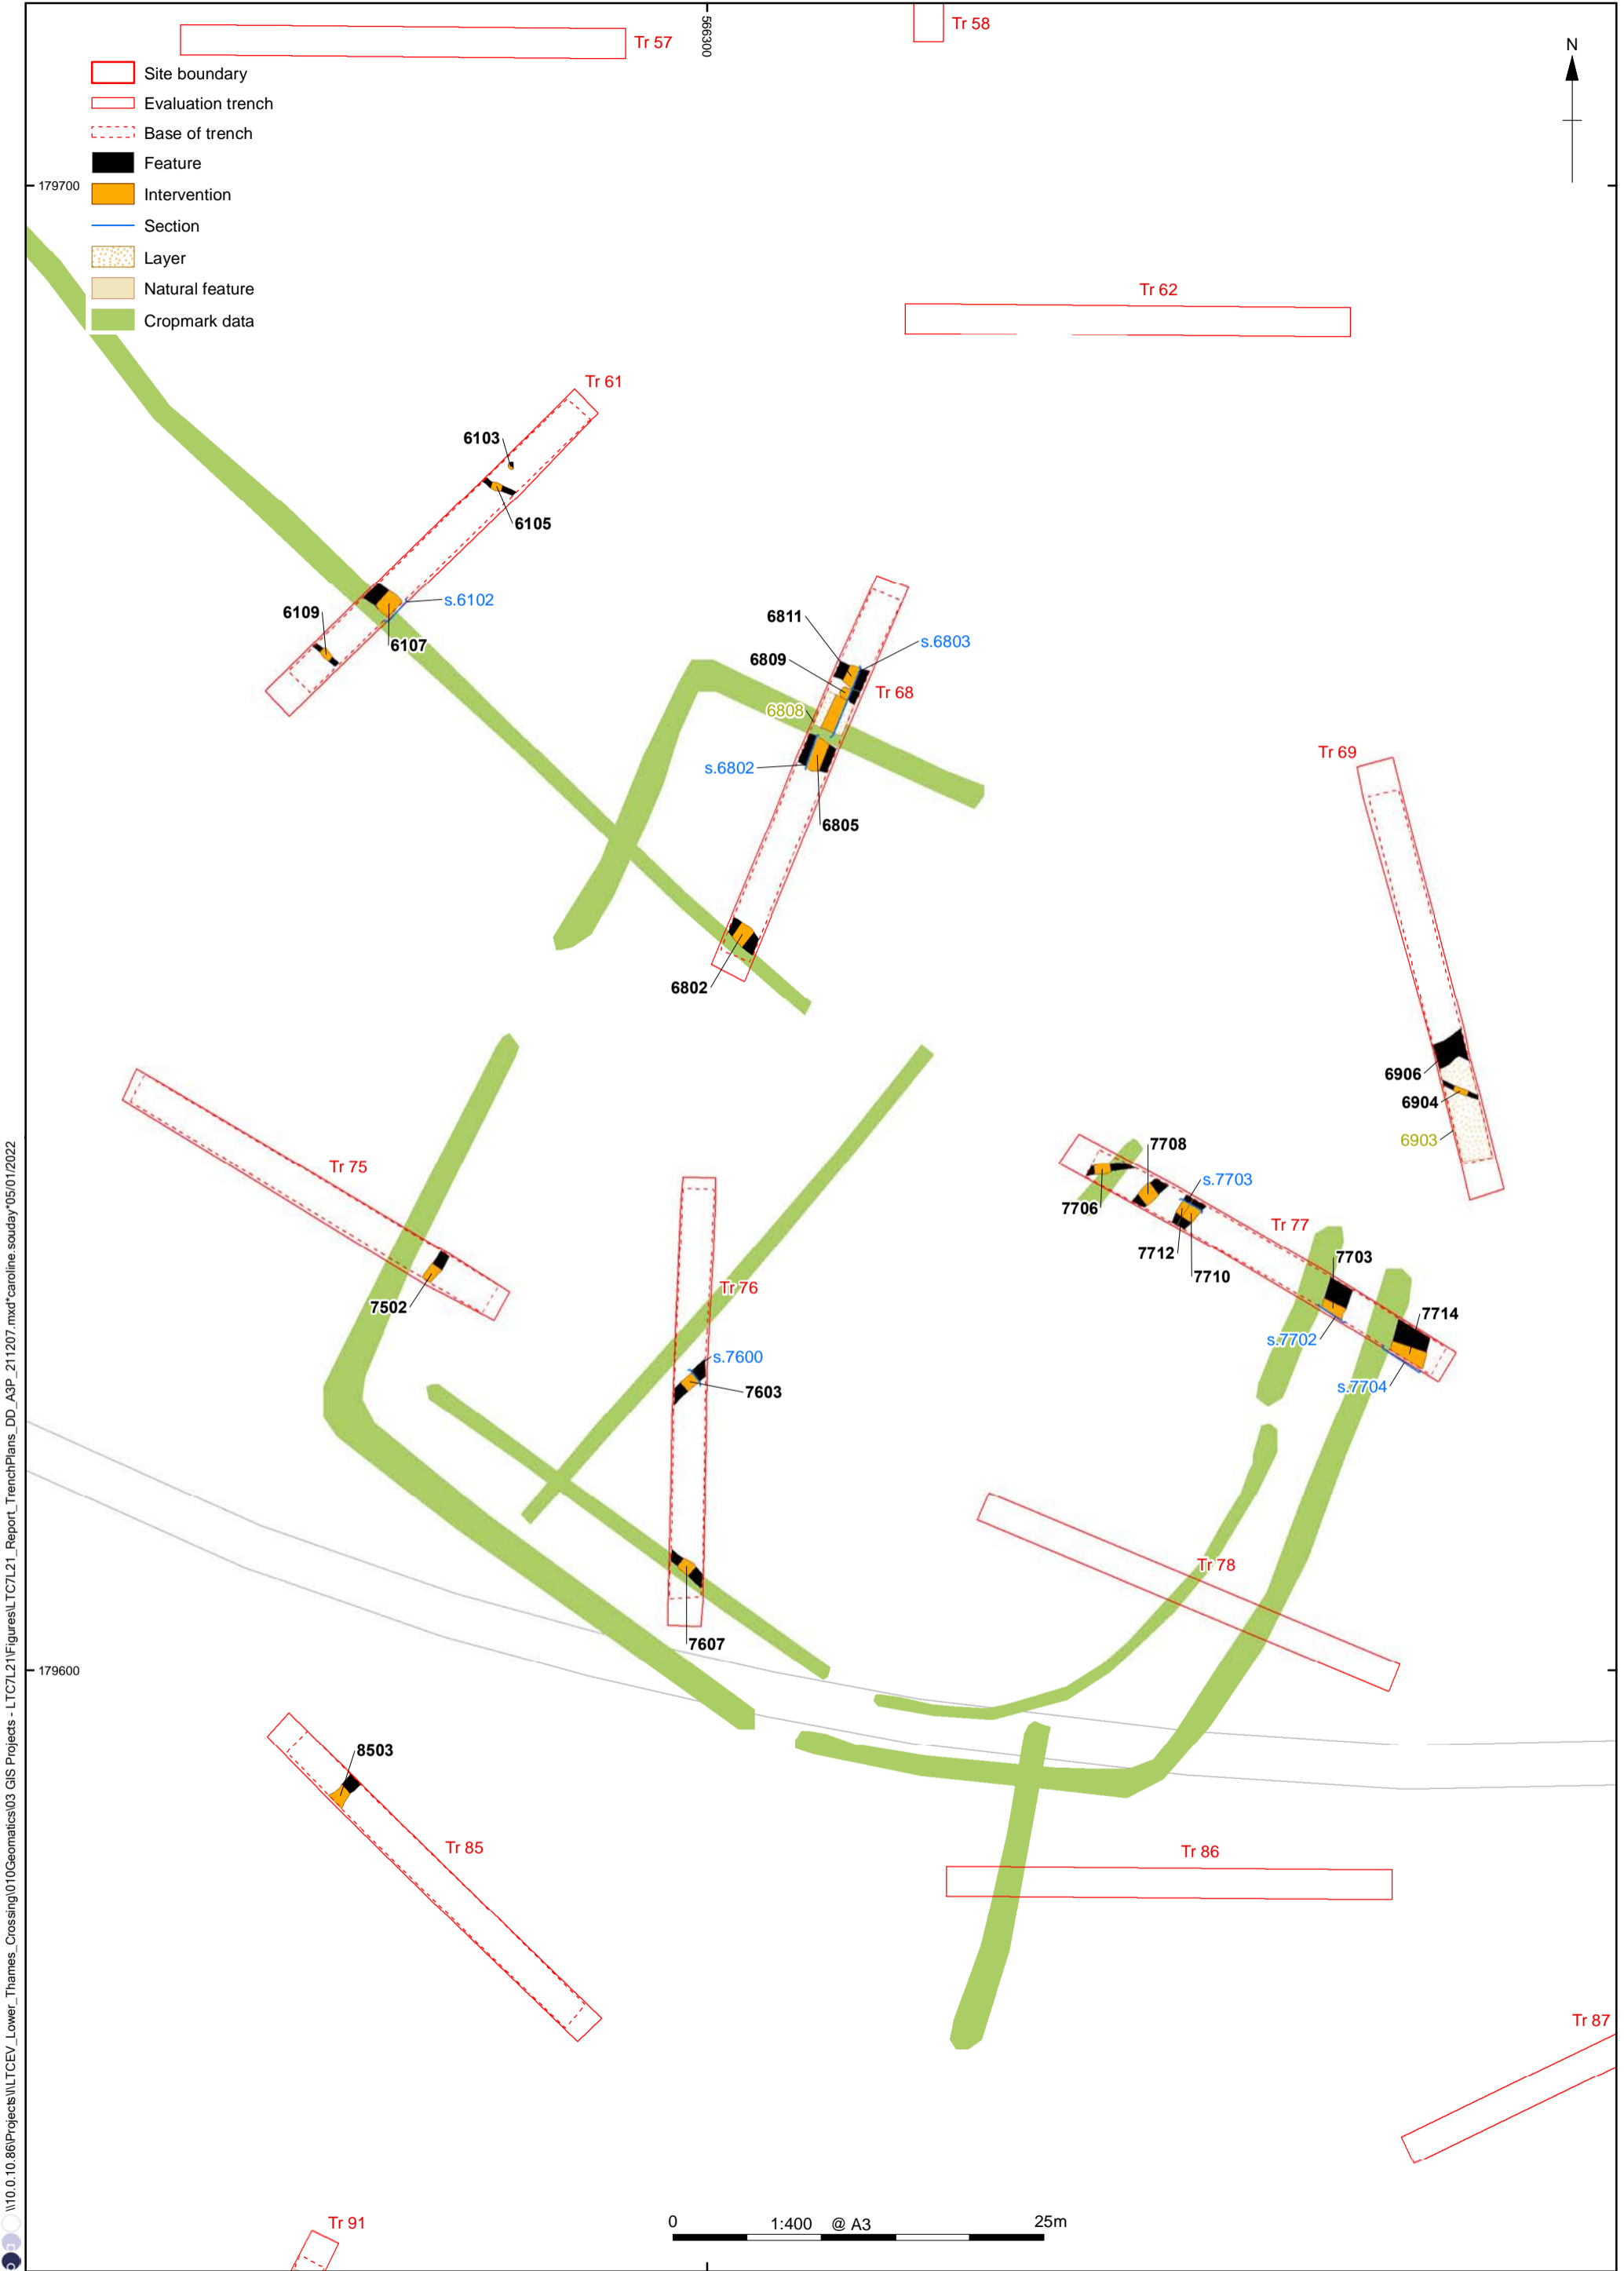 Tr 57
566300
Tr 58
N
Site boundary
Evaluation trench
Base of trench
Feature
Intervention
Section
Layer
Natural feature
Cropmark data
179700
Tr 62
Tr 61
6103
6105
s.6102
6109
6107
6811
s.6803
6809
Tr 68
6808
s.6802
6805
6802
Tr 69
6906
6904
6903
7708
s.7703
7706
Tr 77
7712
7710
7703
7714
s.7702
s.7704
Tr 75
7502
Tr 76
s.7600
7603
7607
Tr 78
179600
8503
Tr 85
Tr 86
Tr 87
Tr 91
0
1:400 @ A3
25m
\\10.0.10.86\Projects\l\LTCEV_Lower_Thames_Crossing\010Geomatics\03 GIS Projects - LTC7L21\Figures\LTC7L21_Report_TrenchPlans_DD_A3P_211207.mxd*caroline.souday*05/01/2022